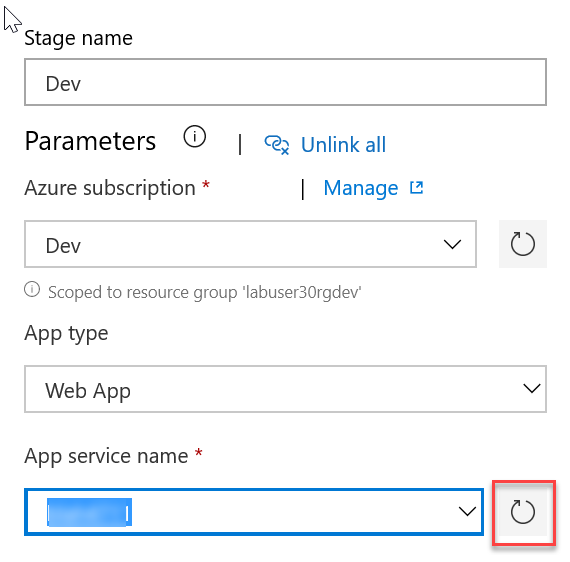 Stage name
Dev
Parameters | Unlink all
Azure subscription * | Manage
Dev
Scoped to resource group 'labuser30rgdev'
App type
Web App
App service name *